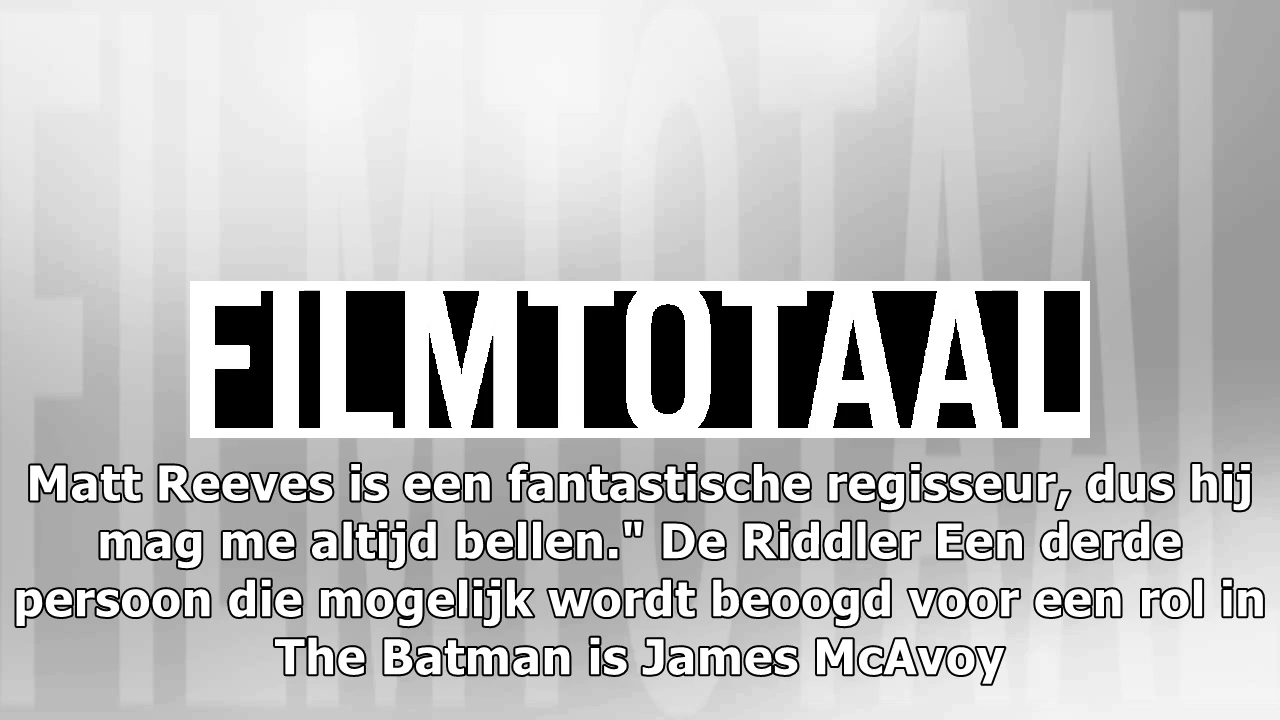 FILMTOTAAL
Matt Reeves is een fantastische regisseur, dus hij
mag me altijd bellen." De Riddler Een derde
persoon die mogelijk wordt beoogd voor een rol in
The Batman is James McAvoy